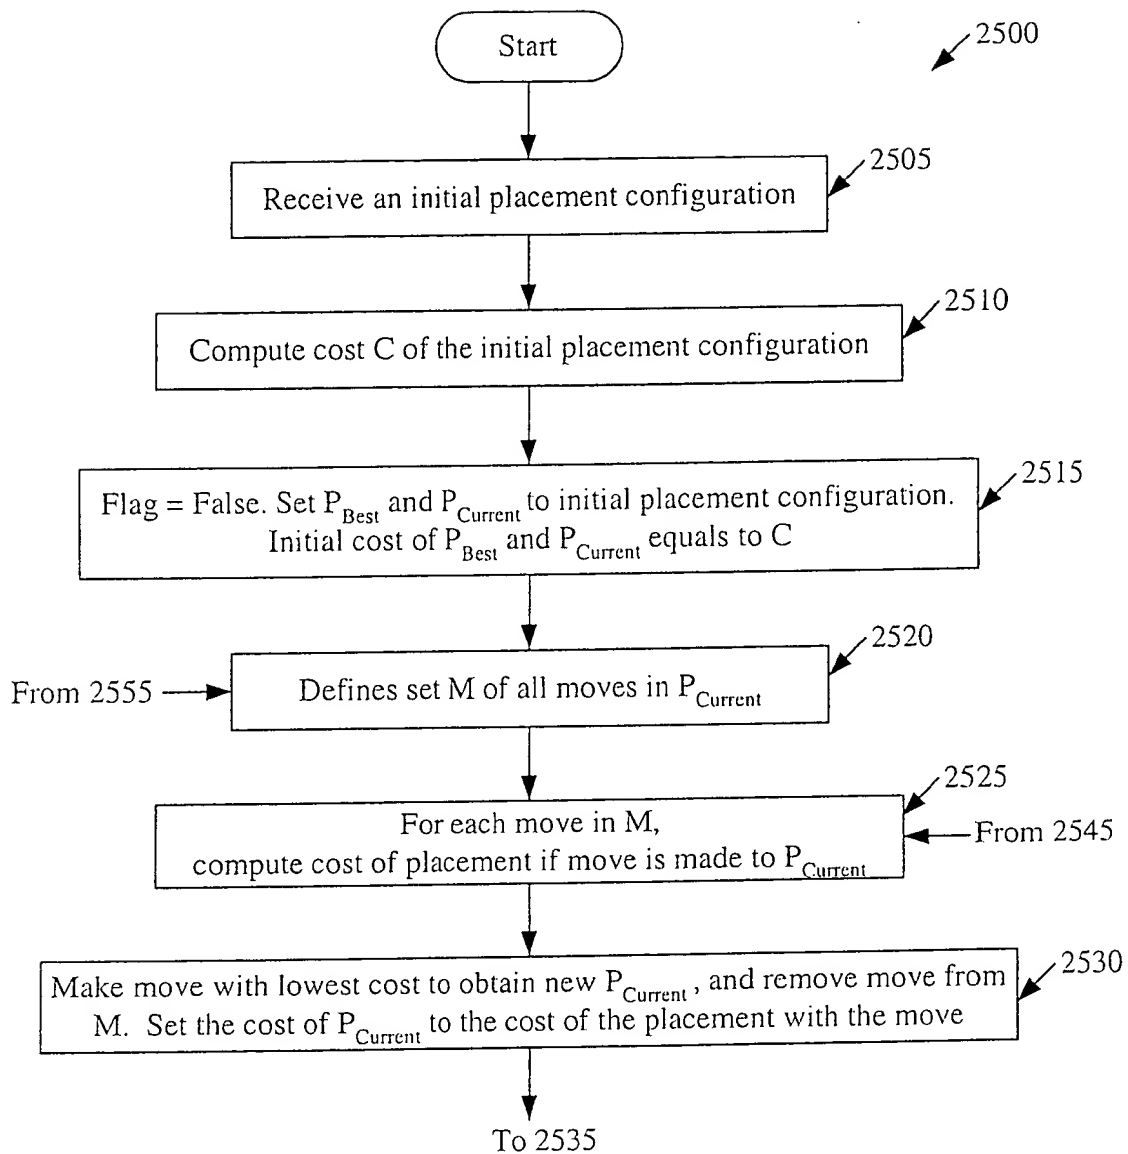 Start
2500
2505
Receive an initial placement configuration
2510
Compute cost C of the initial placement configuration
2515
Flag = False. Set P_Best and P_Current to initial placement configuration.
Initial cost of P_Best and P_Current equals to C
2520
From 2555
Defines set M of all moves in P_Current
2525
For each move in M,
From 2545
compute cost of placement if move is made to P_Current
2530
Make move with lowest cost to obtain new P_Current, and remove move from
M. Set the cost of P_Current to the cost of the placement with the move
To 2535